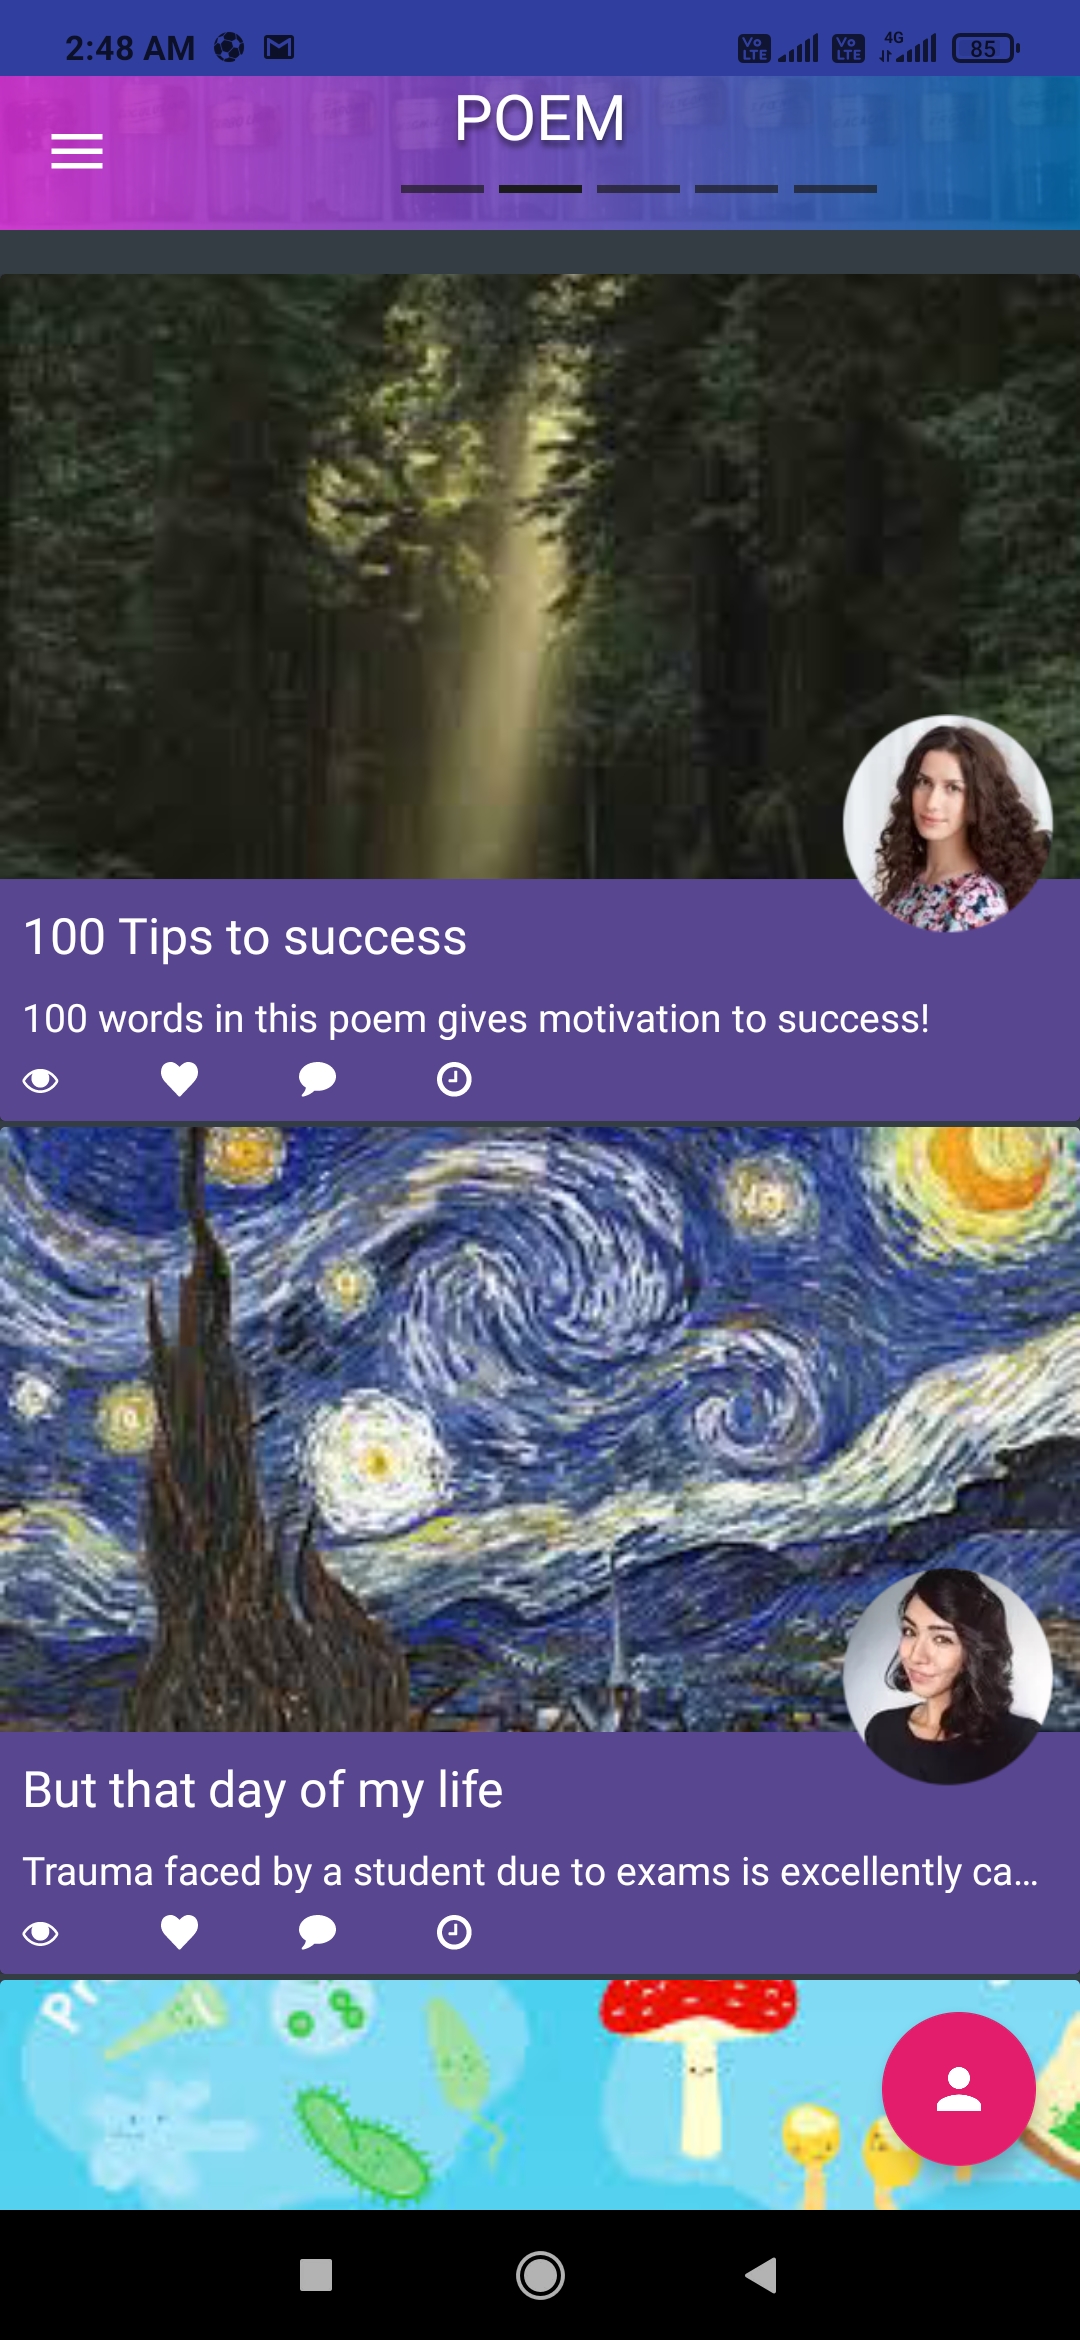 2:48 AM
Vo LTE
Vo LTE
4G
85
POEM
100 Tips to success
100 words in this poem gives motivation to success!
But that day of my life
Trauma faced by a student due to exams is excellently ca...